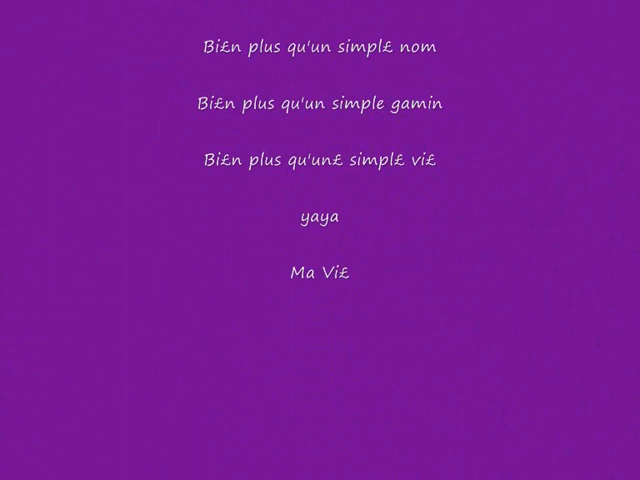 Bi£n plus qu'un simpl£ nom
Bi£n plus qu'un simple gamin
Bi£n plus qu'un£ simpl£ vi£
yaya
Ma Vi£